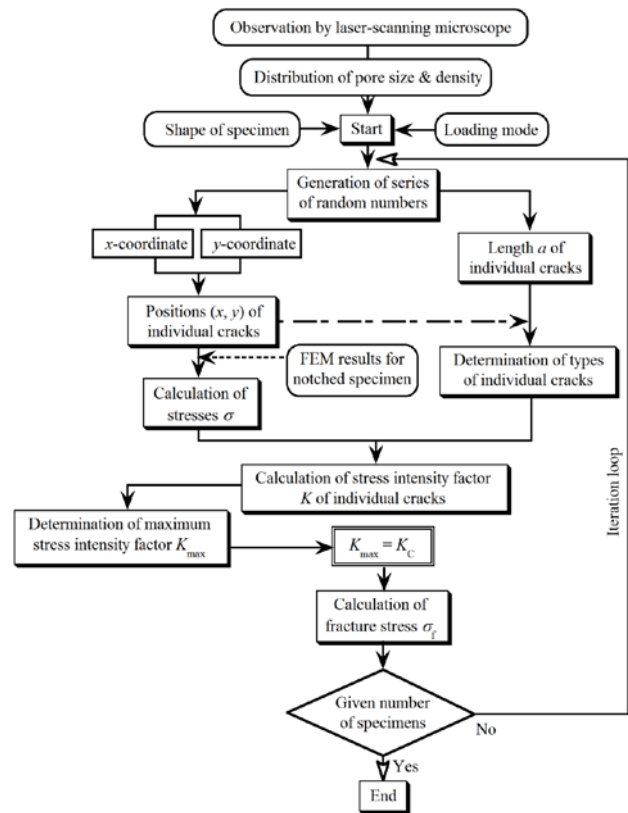 Observation by laser-scanning microscope
Distribution of pore size & density
Shape of specimen
Start
Loading mode
Generation of series
of random numbers
x-coordinate
y-coordinate
Length a of
individual cracks
Positions (x, y) of
individual cracks
FEM results for
notched specimen
Determination of types
of individual cracks
Calculation of
stresses σ
Iteration loop
Calculation of stress intensity factor
K of individual cracks
Determination of maximum
stress intensity factor Kmax
Kmax = KC
Calculation of
fracture stress σf
Given number
of specimens
No
Yes
End